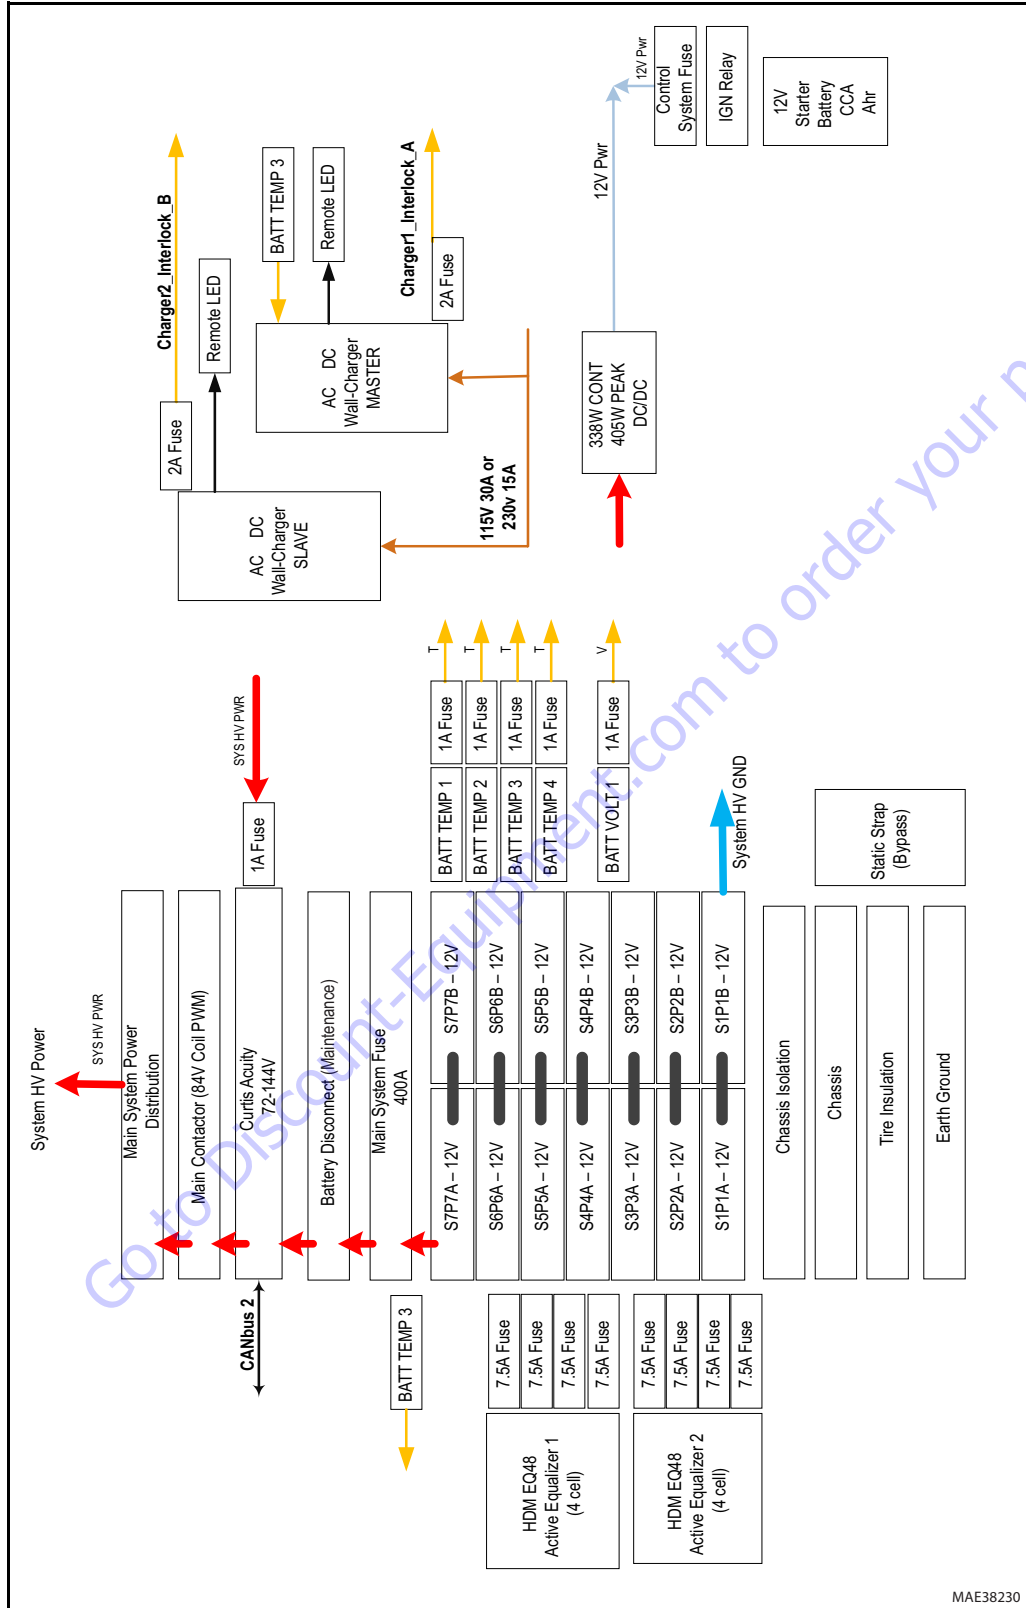 System HV Power
SYS HV PWR
Main System Power
Distribution
Main Contactor (84V Coil PWM)
Curtis Acuity
72-144V
1A Fuse
SYS HV PWR
CANbus 2
Battery Disconnect (Maintenance)
Main System Fuse
400A
BATT TEMP 3
S7P7A – 12V
S7P7B – 12V
S6P6A – 12V
S6P6B – 12V
S5P5A – 12V
S5P5B – 12V
S4P4A – 12V
S4P4B – 12V
S3P3A – 12V
S3P3B – 12V
S2P2A – 12V
S2P2B – 12V
S1P1A – 12V
S1P1B – 12V
BATT TEMP 1
1A Fuse
T
BATT TEMP 2
1A Fuse
T
BATT TEMP 3
1A Fuse
T
BATT TEMP 4
1A Fuse
T
BATT VOLT 1
1A Fuse
V
System HV GND
HDM EQ48
Active Equalizer 1
(4 cell)
7.5A Fuse
7.5A Fuse
7.5A Fuse
7.5A Fuse
HDM EQ48
Active Equalizer 2
(4 cell)
7.5A Fuse
7.5A Fuse
7.5A Fuse
7.5A Fuse
Chassis Isolation
Chassis
Tire Insulation
Earth Ground
Static Strap
(Bypass)
AC DC
Wall-Charger
SLAVE
2A Fuse
Charger2_Interlock_B
Remote LED
AC DC
Wall-Charger
MASTER
BATT TEMP 3
Remote LED
2A Fuse
Charger1_Interlock_A
115V 30A or
230v 15A
338W CONT
405W PEAK
DC/DC
12V Pwr
12V Pwr
Control
System Fuse
IGN Relay
12V
Starter
Battery
CCA
Ahr
Go to Discount-Equipment.com to order your p
MAE38230